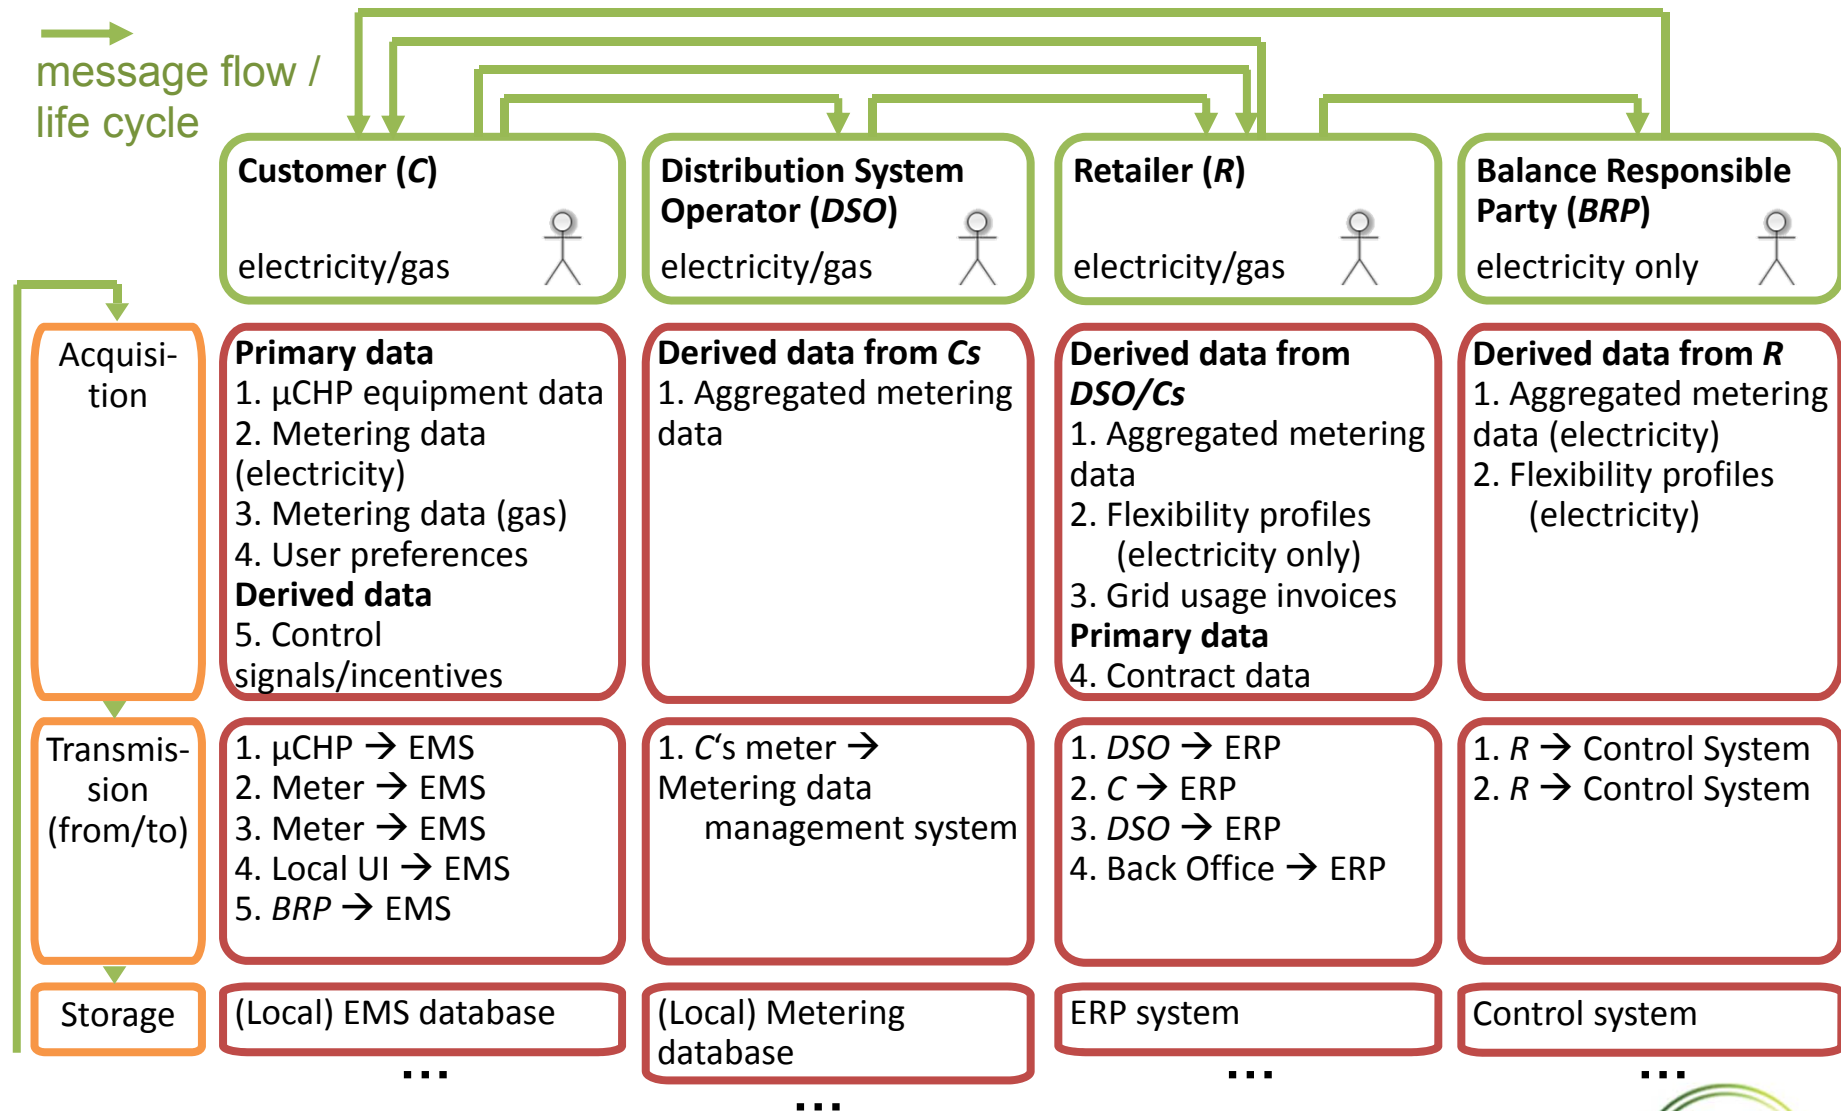 message flow /
life cycle
Customer (C)
electricity/gas
Distribution System
Operator (DSO)
electricity/gas
Retailer (R)
electricity/gas
Balance Responsible
Party (BRP)
electricity only
Acquisi-
tion
Primary data
1. µCHP equipment data
2. Metering data
(electricity)
3. Metering data (gas)
4. User preferences
Derived data
5. Control
signals/incentives
Derived data from Cs
1. Aggregated metering
data
Derived data from
DSO/Cs
1. Aggregated metering
data
2. Flexibility profiles
(electricity only)
3. Grid usage invoices
Primary data
4. Contract data
Derived data from R
1. Aggregated metering
data (electricity)
2. Flexibility profiles
(electricity)
Transmis-
sion
(from/to)
1. µCHP → EMS
2. Meter → EMS
3. Meter → EMS
4. Local UI → EMS
5. BRP → EMS
1. C‘s meter →
Metering data
management system
1. DSO → ERP
2. C → ERP
3. DSO → ERP
4. Back Office → ERP
1. R → Control System
2. R → Control System
Storage
(Local) EMS database
(Local) Metering
database
ERP system
Control system
...
...
...
...